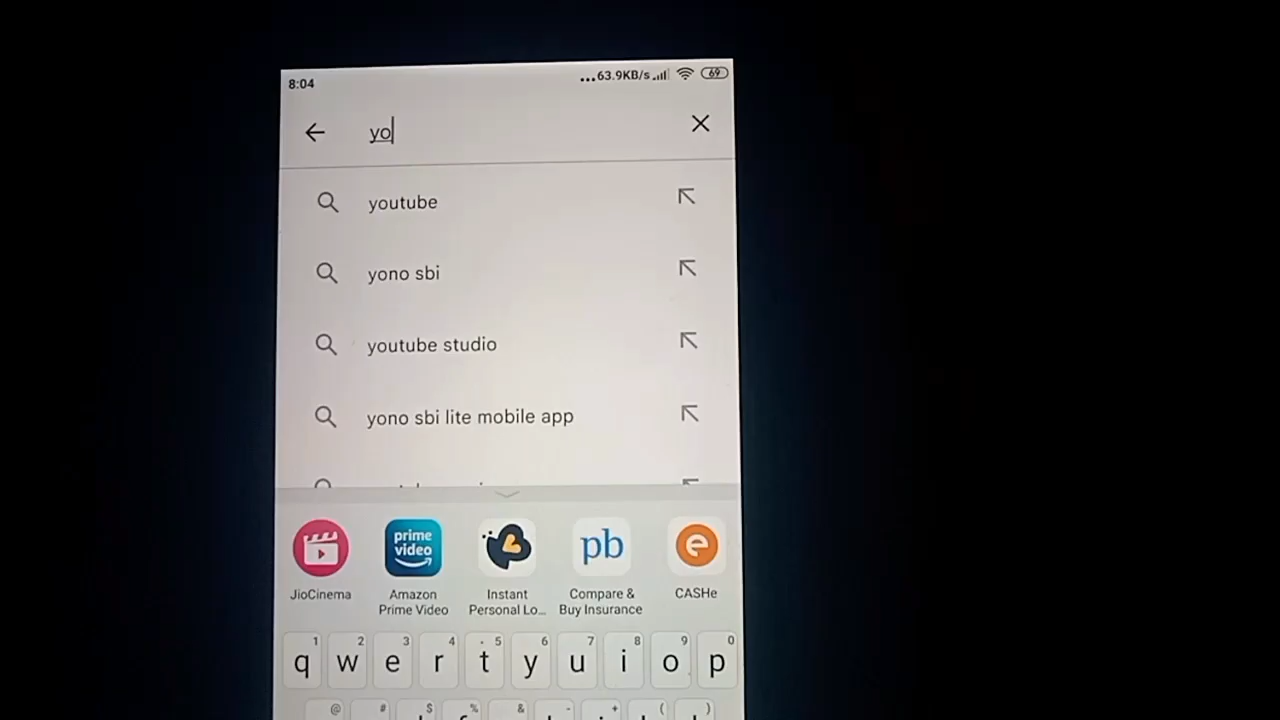 8:04
...63.9KB/s 69
yo
youtube
yono sbi
youtube studio
yono sbi lite mobile app
prime video
pb
e
JioCinema
Amazon Prime Video
Instant Personal Lo...
Compare & Buy Insurance
CASHe
1 2 3 4 5 6 7 8 9 0
q w e r t y u i o p
@ # $ % & - + ( )